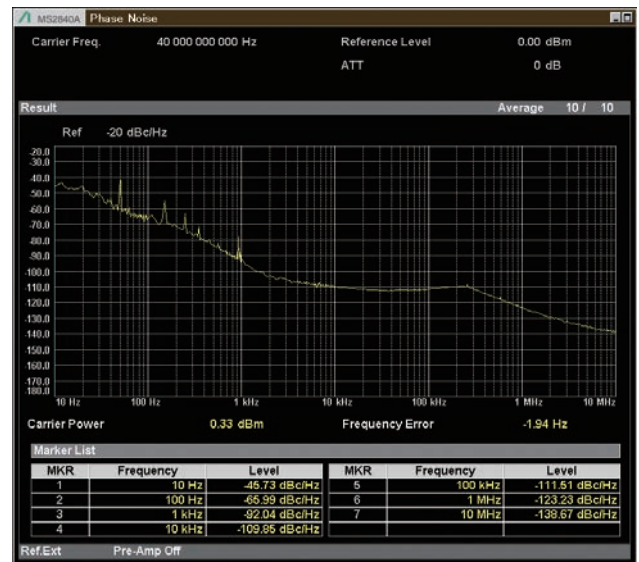 MS2840A Phase Noise
Carrier Freq. 40 000 000 000 Hz Reference Level 0.00 dBm
ATT 0 dB
Result Average 10 / 10
Ref -20 dBc/Hz
-20.0
-30.0
-40.0
-50.0
-60.0
-70.0
-80.0
-90.0
-100.0
-110.0
-120.0
-130.0
-140.0
-150.0
-160.0
-170.0
-180.0
10 Hz 100 Hz 1 kHz 10 kHz 100 kHz 1 MHz 10 MHz
Carrier Power 0.33 dBm Frequency Error -1.94 Hz
Marker List
MKR Frequency Level MKR Frequency Level
1 10 Hz -45.73 dBc/Hz 5 100 kHz -111.51 dBc/Hz
2 100 Hz -65.99 dBc/Hz 6 1 MHz -123.23 dBc/Hz
3 1 kHz -92.04 dBc/Hz 7 10 MHz -138.67 dBc/Hz
4 10 kHz -109.85 dBc/Hz
Ref.Ext Pre-Amp Off